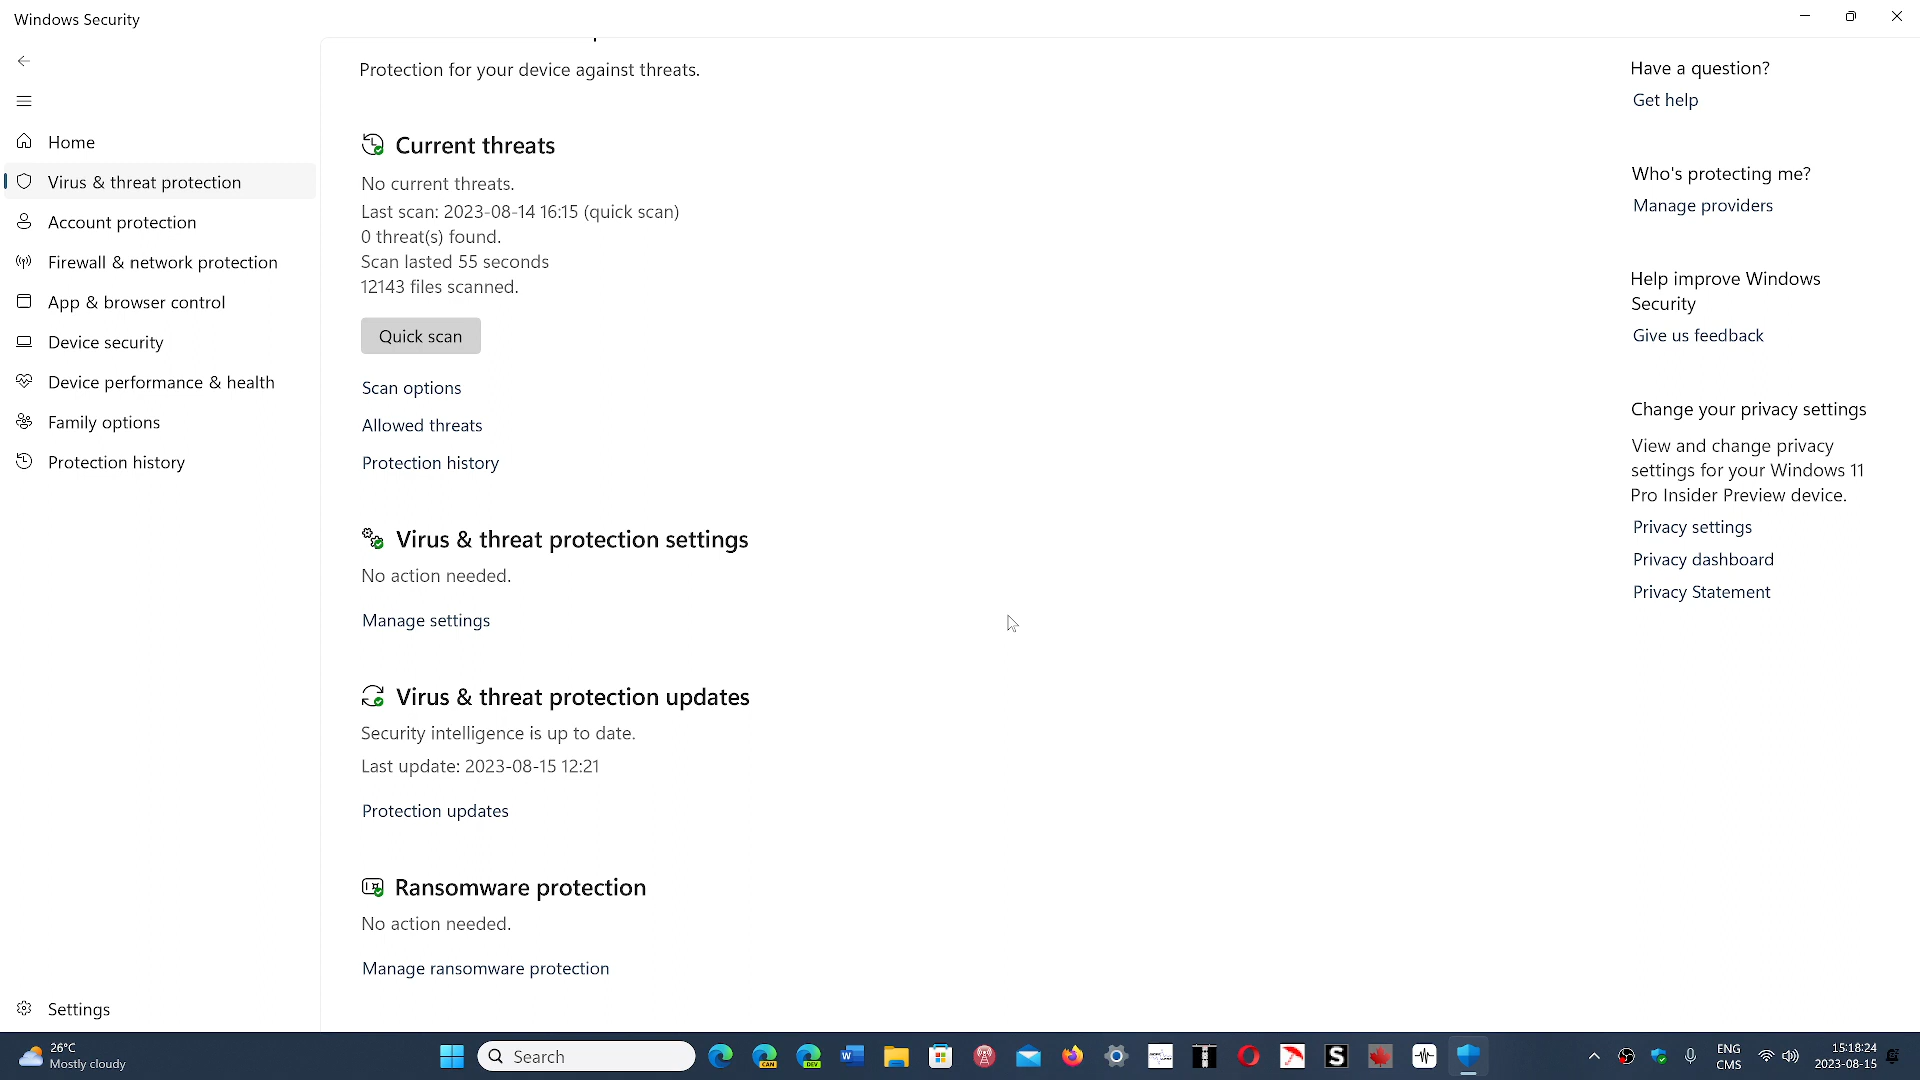 Windows Security
Home
Virus & threat protection
Account protection
Firewall & network protection
App & browser control
Device security
Device performance & health
Family options
Protection history
Settings
Protection for your device against threats.
Current threats
No current threats.
Last scan: 2023-08-14 16:15 (quick scan)
0 threat(s) found.
Scan lasted 55 seconds
12143 files scanned.
Quick scan
Scan options
Allowed threats
Protection history
Virus & threat protection settings
No action needed.
Manage settings
Virus & threat protection updates
Security intelligence is up to date.
Last update: 2023-08-15 12:21
Protection updates
Ransomware protection
No action needed.
Manage ransomware protection
Have a question?
Get help
Who's protecting me?
Manage providers
Help improve Windows
Security
Give us feedback
Change your privacy settings
View and change privacy
settings for your Windows 11
Pro Insider Preview device.
Privacy settings
Privacy dashboard
Privacy Statement
26°C
Mostly cloudy
Search
CAN
DEV
W
S
ENG
CMS
15:18:24
2023-08-15